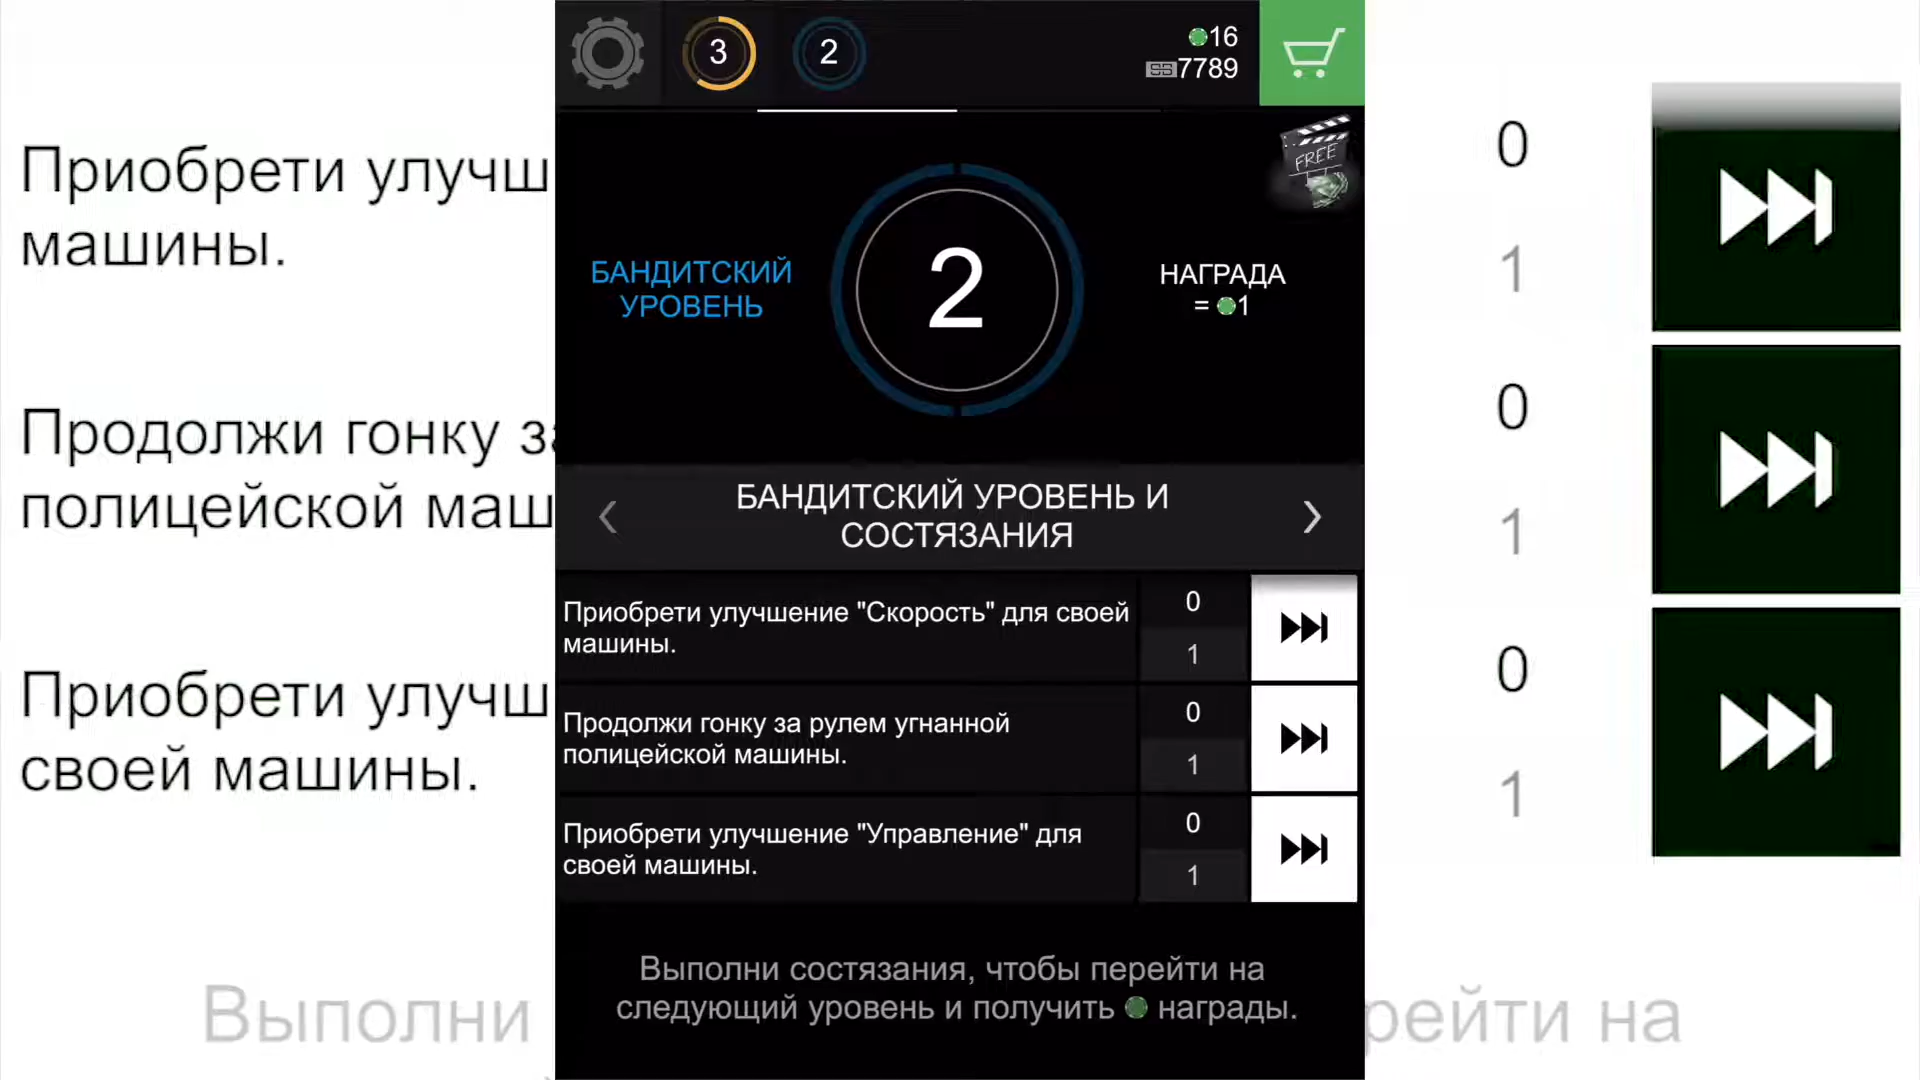 3
2
16
7789
FREE
БАНДИТСКИЙ
УРОВЕНЬ
2
НАГРАДА
= 1
БАНДИТСКИЙ УРОВЕНЬ И
СОСТЯЗАНИЯ
Приобрети улучшение "Скорость" для своей
машины.
0
1
Продолжи гонку за рулем угнанной
полицейской машины.
0
1
Приобрети улучшение "Управление" для
своей машины.
0
1
Выполни состязания, чтобы перейти на
следующий уровень и получить награды.
Приобрети улучш
машины.
Продолжи гонку за
полицейской маш
Приобрети улучш
своей машины.
Выполни
0
1
0
1
0
1
рейти на